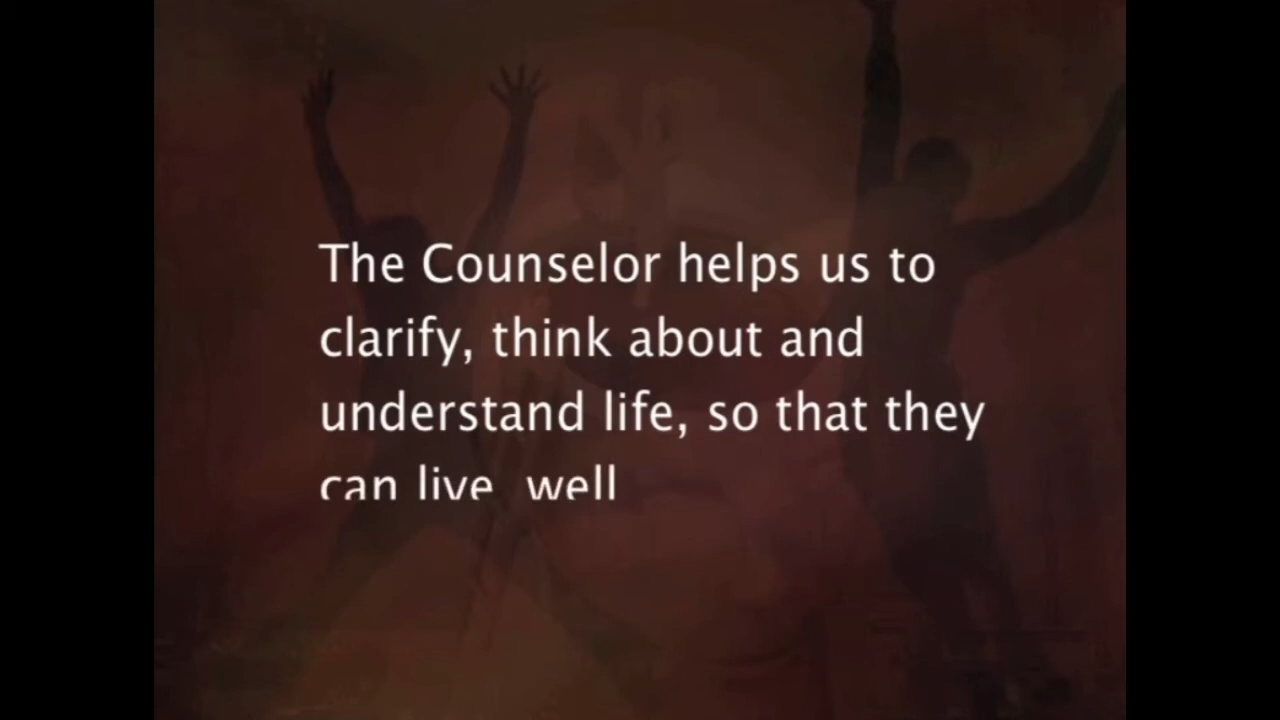 The Counselor helps us to
clarify, think about and
understand life, so that they
can live  well